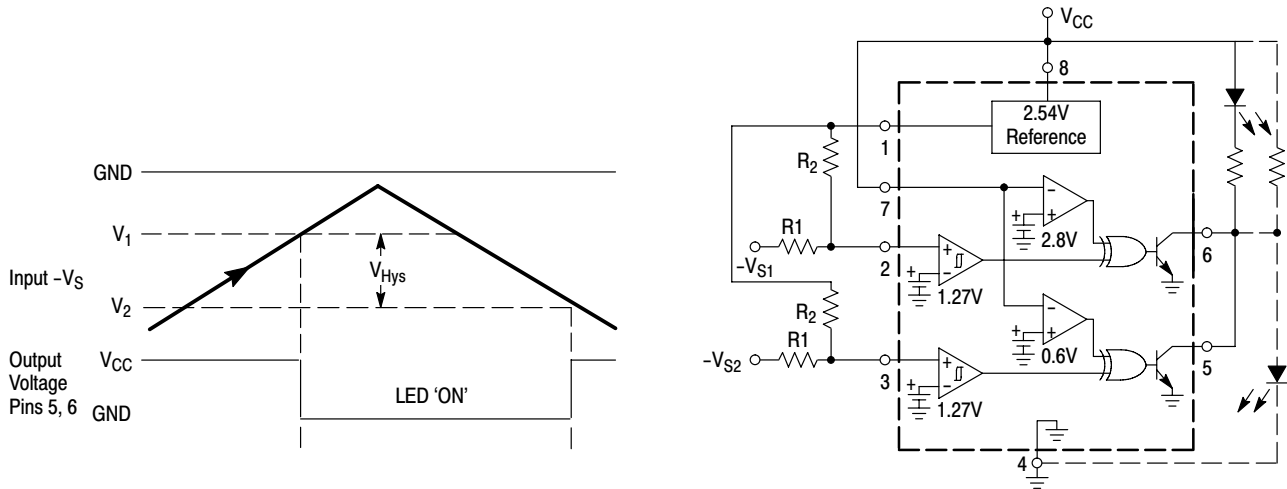 GND
V1
Input –VS
VHys
V2
Output
Voltage
Pins 5, 6
VCC
GND
LED ‘ON’
VCC
8
2.54V
Reference
1
R2
7
2.8V
R1
–VS1
2
1.27V
6
R2
R1
–VS2
3
1.27V
0.6V
5
4
+
–
+
+
–
+
+
–
+
+
–
+